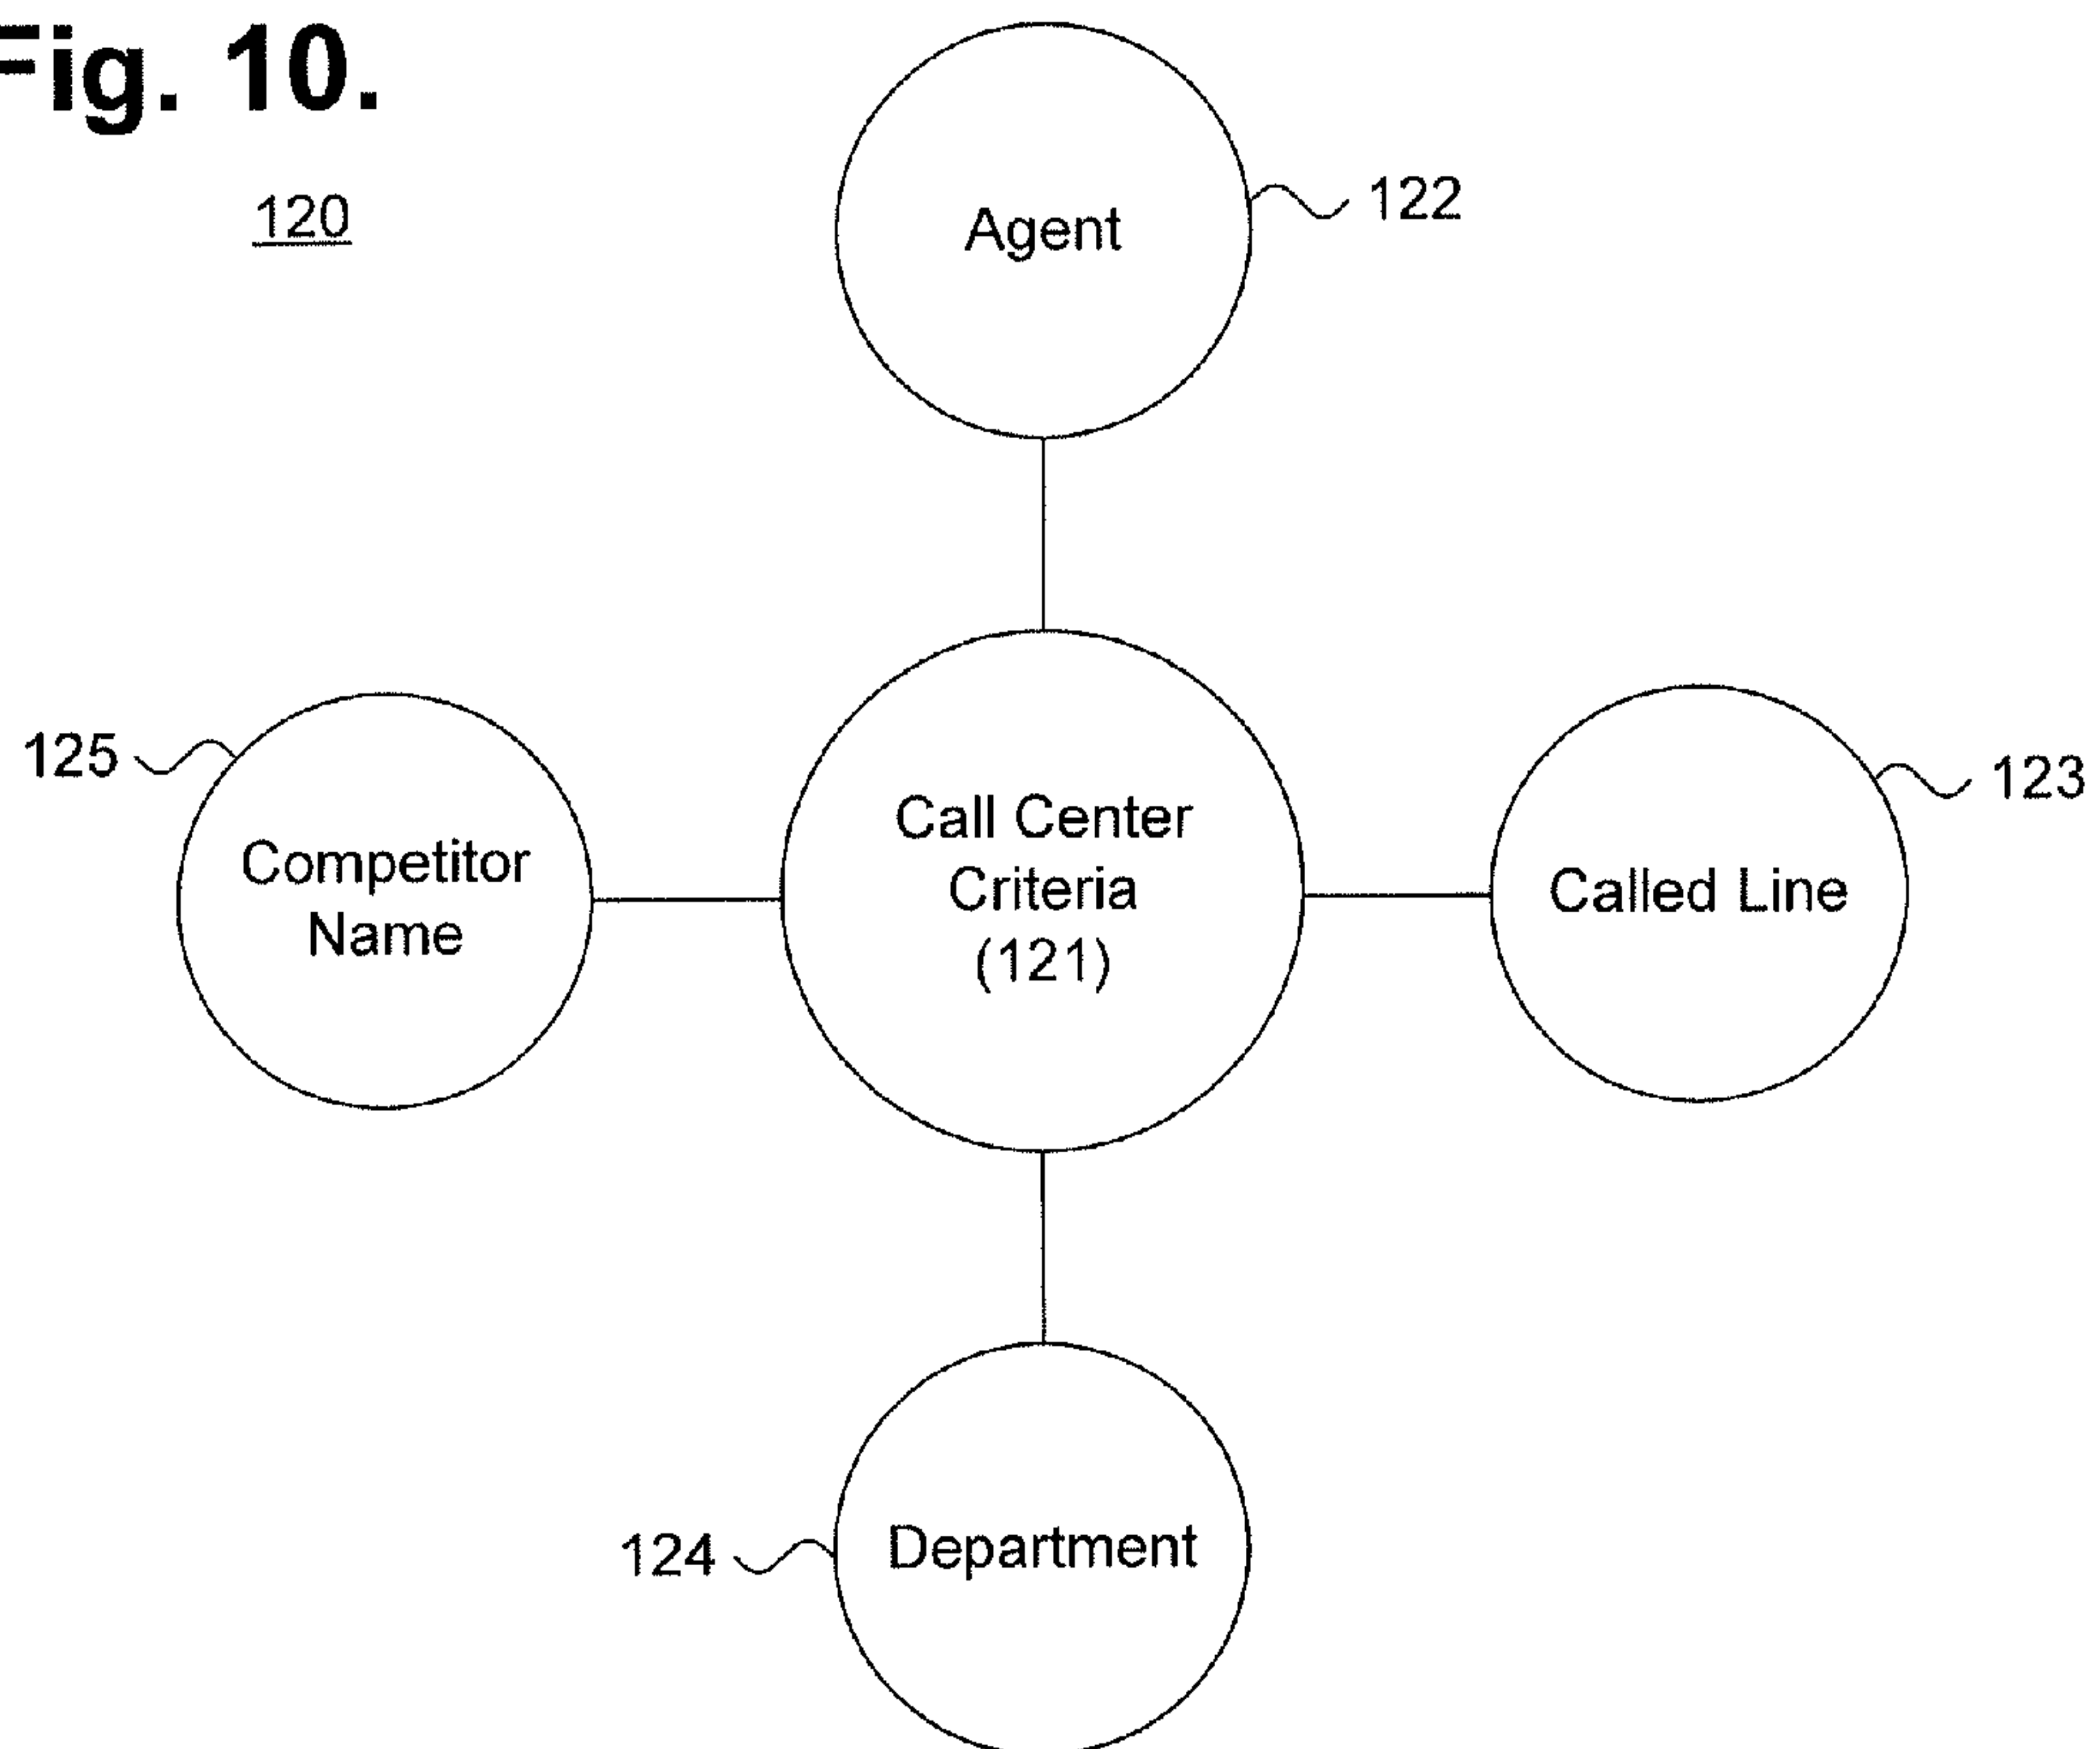 Fig. 10.
120
Agent
122
125
Competitor
Name
Call Center
Criteria
(121)
Called Line
123
124
Department